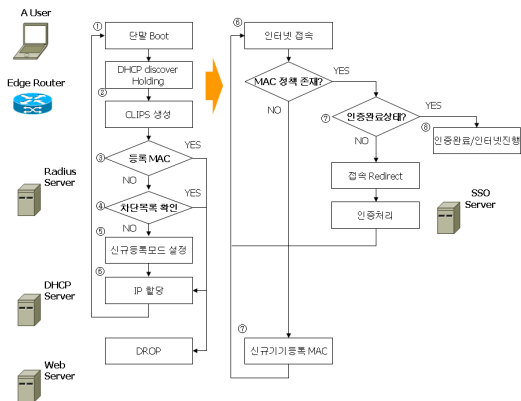 A User
Edge Router
Radius
Server
DHCP
Server
Web
Server
①
단말 Boot
DHCP discover
Holding
②
CLIPS 생성
③
등록 MAC
YES
NO
④
차단목록 확인
YES
NO
⑤
신규등록모드 설정
⑥
IP 할당
DROP
⑥
인터넷 접속
MAC 정책 존재?
YES
NO
⑦
인증완료상태?
YES
NO
⑧
인증완료/인터넷진행
접속 Redirect
인증처리
SSO
Server
⑦
신규기기등록 MAC